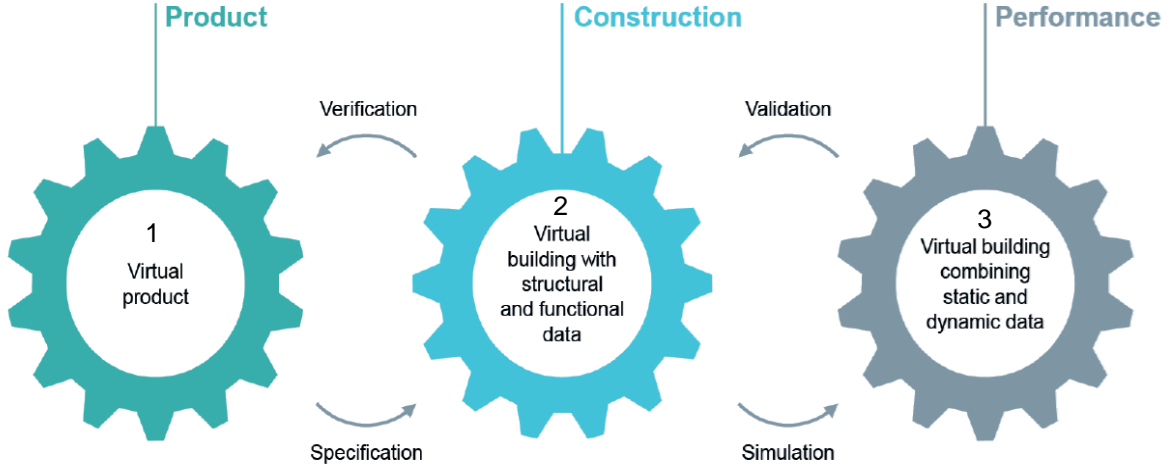 Product
Construction
Performance
Verification
Validation
1
Virtual
product
2
Virtual
building with
structural
and functional
data
3
Virtual building
combining
static and
dynamic data
Specification
Simulation